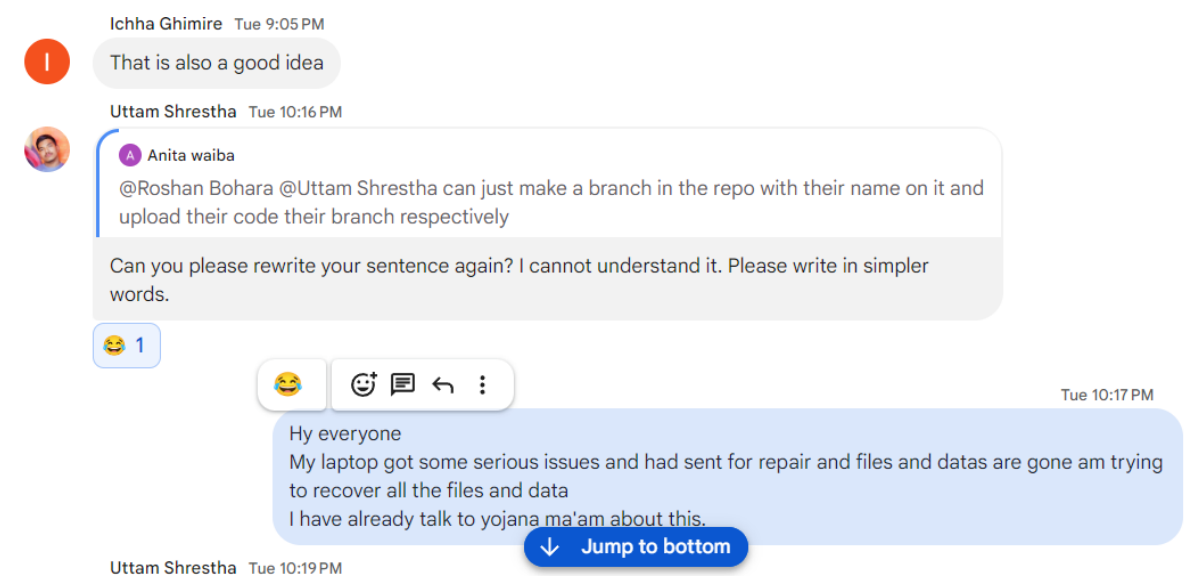 Ichha Ghimire Tue 9:05 PM
I
That is also a good idea
Uttam Shrestha Tue 10:16 PM
A Anita waiba
@Roshan Bohara @Uttam Shrestha can just make a branch in the repo with their name on it and
upload their code their branch respectively
Can you please rewrite your sentence again? I cannot understand it. Please write in simpler
words.
😂 1
😂
Tue 10:17 PM
Hy everyone
My laptop got some serious issues and had sent for repair and files and datas are gone am trying
to recover all the files and data
I have already talk to yojana ma'am about this.
Jump to bottom
Uttam Shrestha Tue 10:19 PM